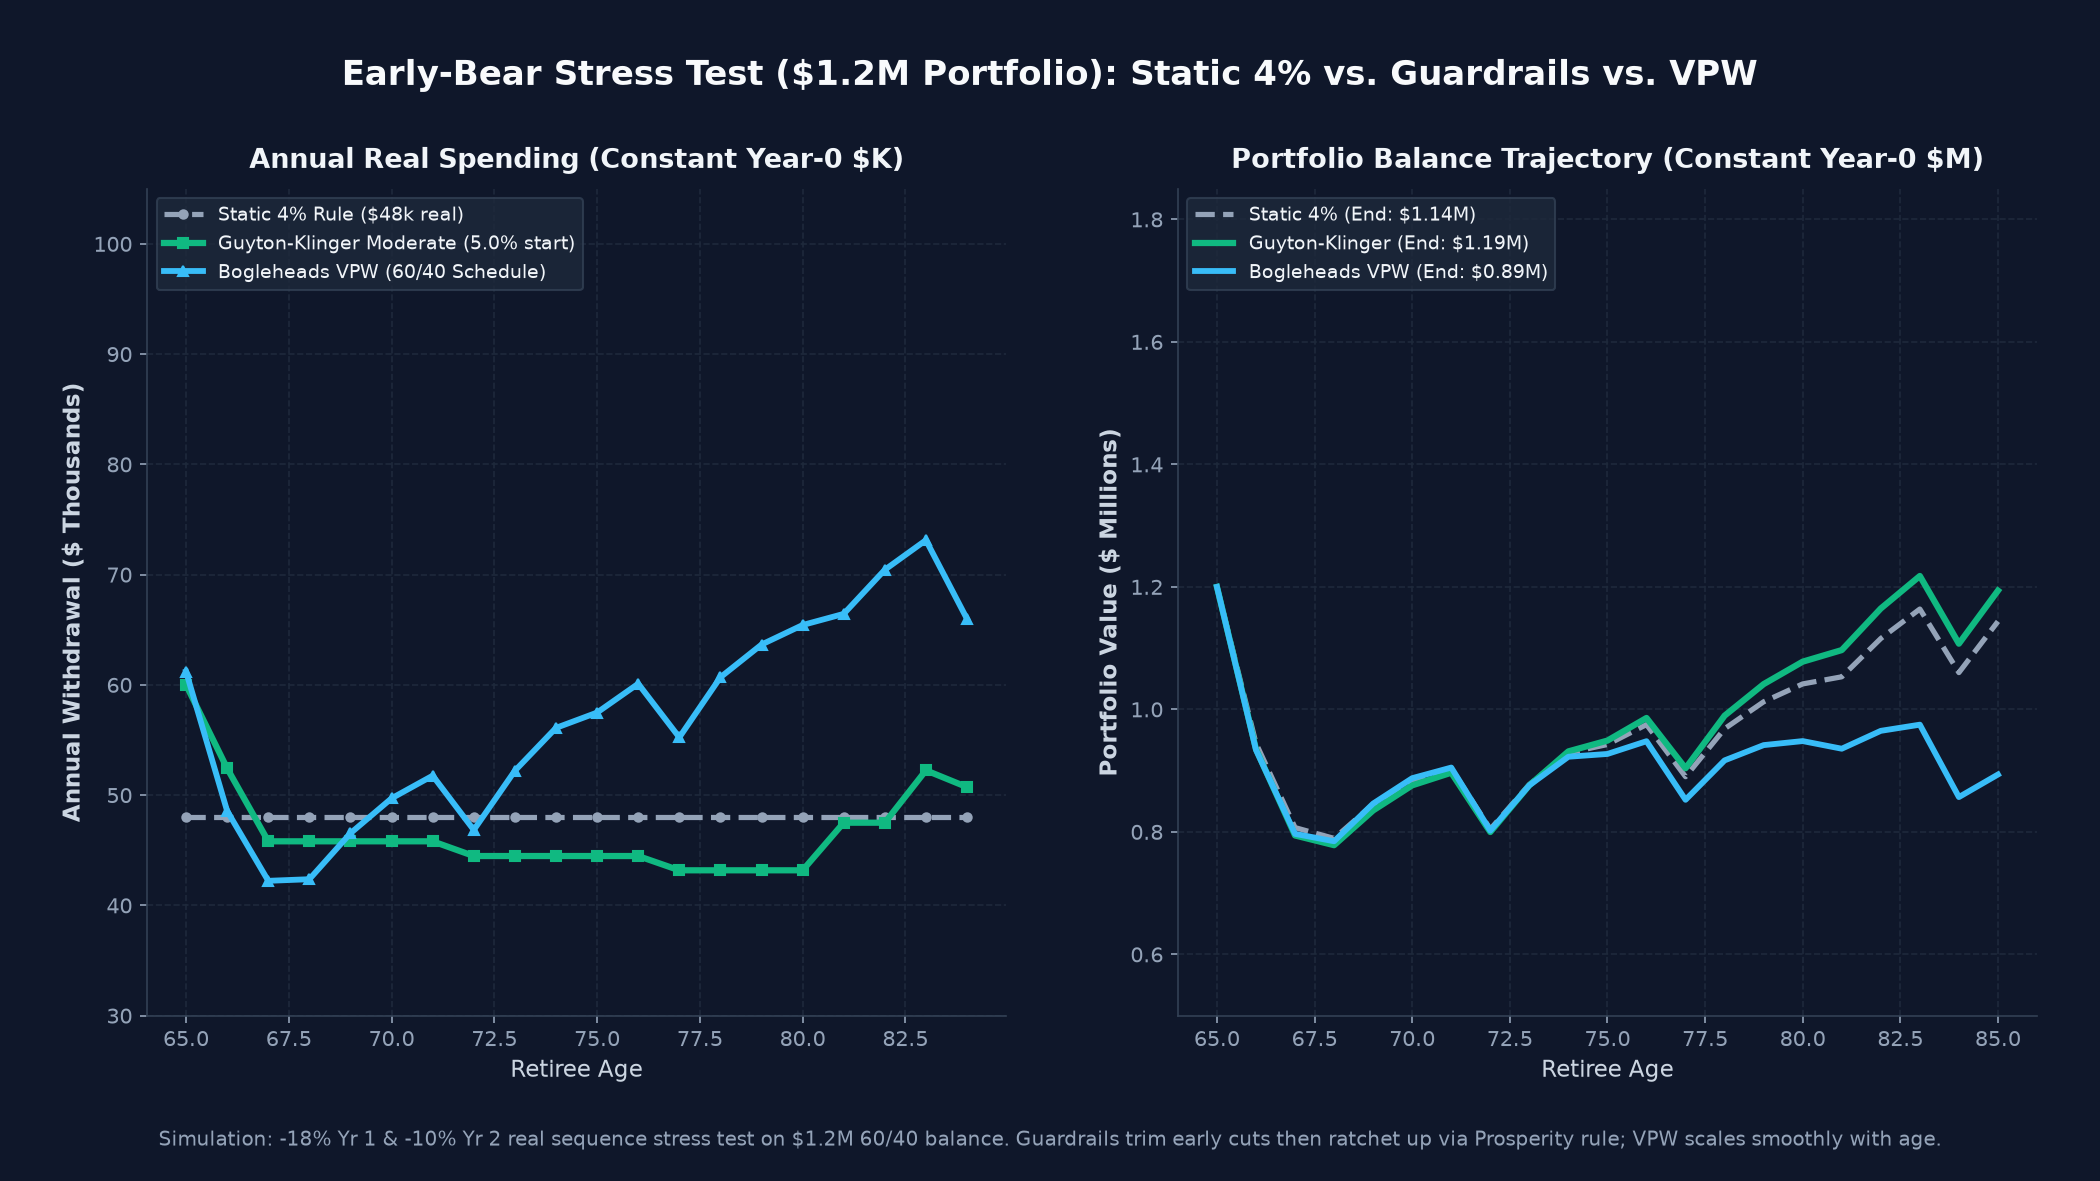 Early-Bear Stress Test ($1.2M Portfolio): Static 4% vs. Guardrails vs. VPW
Annual Real Spending (Constant Year-0 $K)
Static 4% Rule ($48k real)
Guyton-Klinger Moderate (5.0% start)
Bogleheads VPW (60/40 Schedule)
Annual Withdrawal ($ Thousands)
100
90
80
70
60
50
40
30
65.0 67.5 70.0 72.5 75.0 77.5 80.0 82.5
Retiree Age
Portfolio Balance Trajectory (Constant Year-0 $M)
Static 4% (End: $1.14M)
Guyton-Klinger (End: $1.19M)
Bogleheads VPW (End: $0.89M)
Portfolio Value ($ Millions)
1.8
1.6
1.4
1.2
1.0
0.8
0.6
65.0 67.5 70.0 72.5 75.0 77.5 80.0 82.5 85.0
Retiree Age
Simulation: -18% Yr 1 & -10% Yr 2 real sequence stress test on $1.2M 60/40 balance. Guardrails trim early cuts then ratchet up via Prosperity rule; VPW scales smoothly with age.